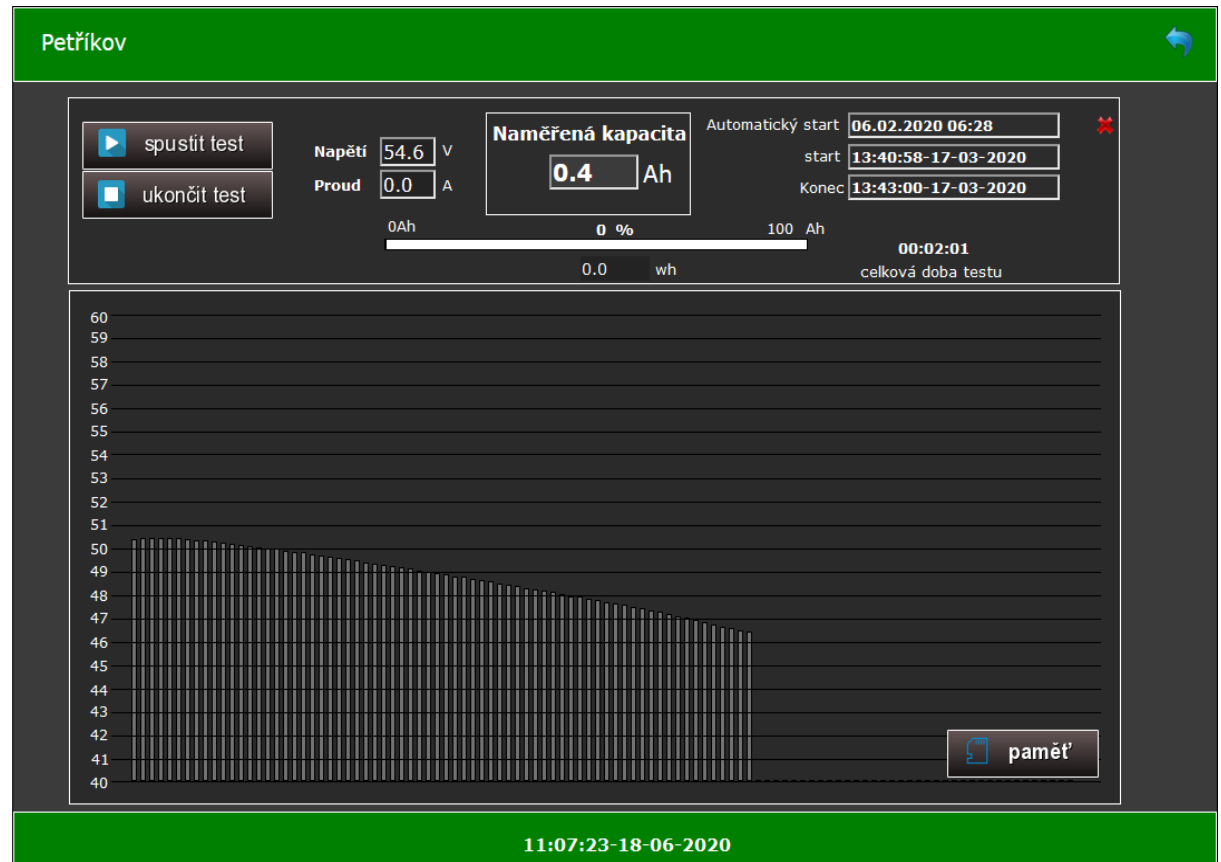 Petříkov
spustit test
ukončit test
Napětí 54.6 V
Proud 0.0 A
Naměřená kapacita
0.4 Ah
Automatický start 06.02.2020 06:28
start 13:40:58-17-03-2020
Konec 13:43:00-17-03-2020
0Ah 0 % 100 Ah
0.0 wh
00:02:01
celková doba testu
60
59
58
57
56
55
54
53
52
51
50
49
48
47
46
45
44
43
42
41
40
paměť
11:07:23-18-06-2020